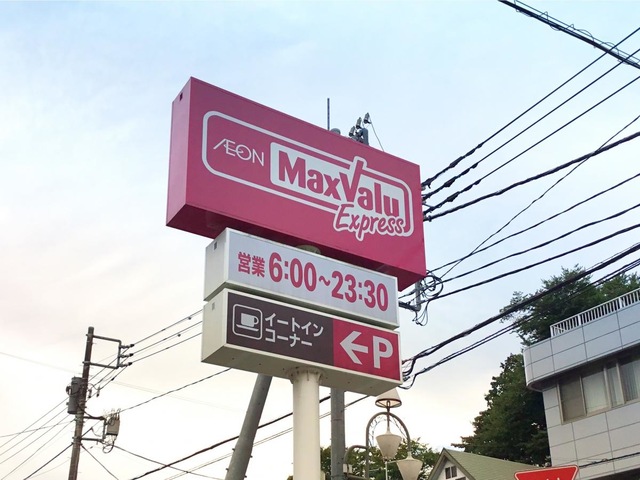 ÆON MaxValu
Express
営業 6:00~23:30
イートイン
コーナー
←P